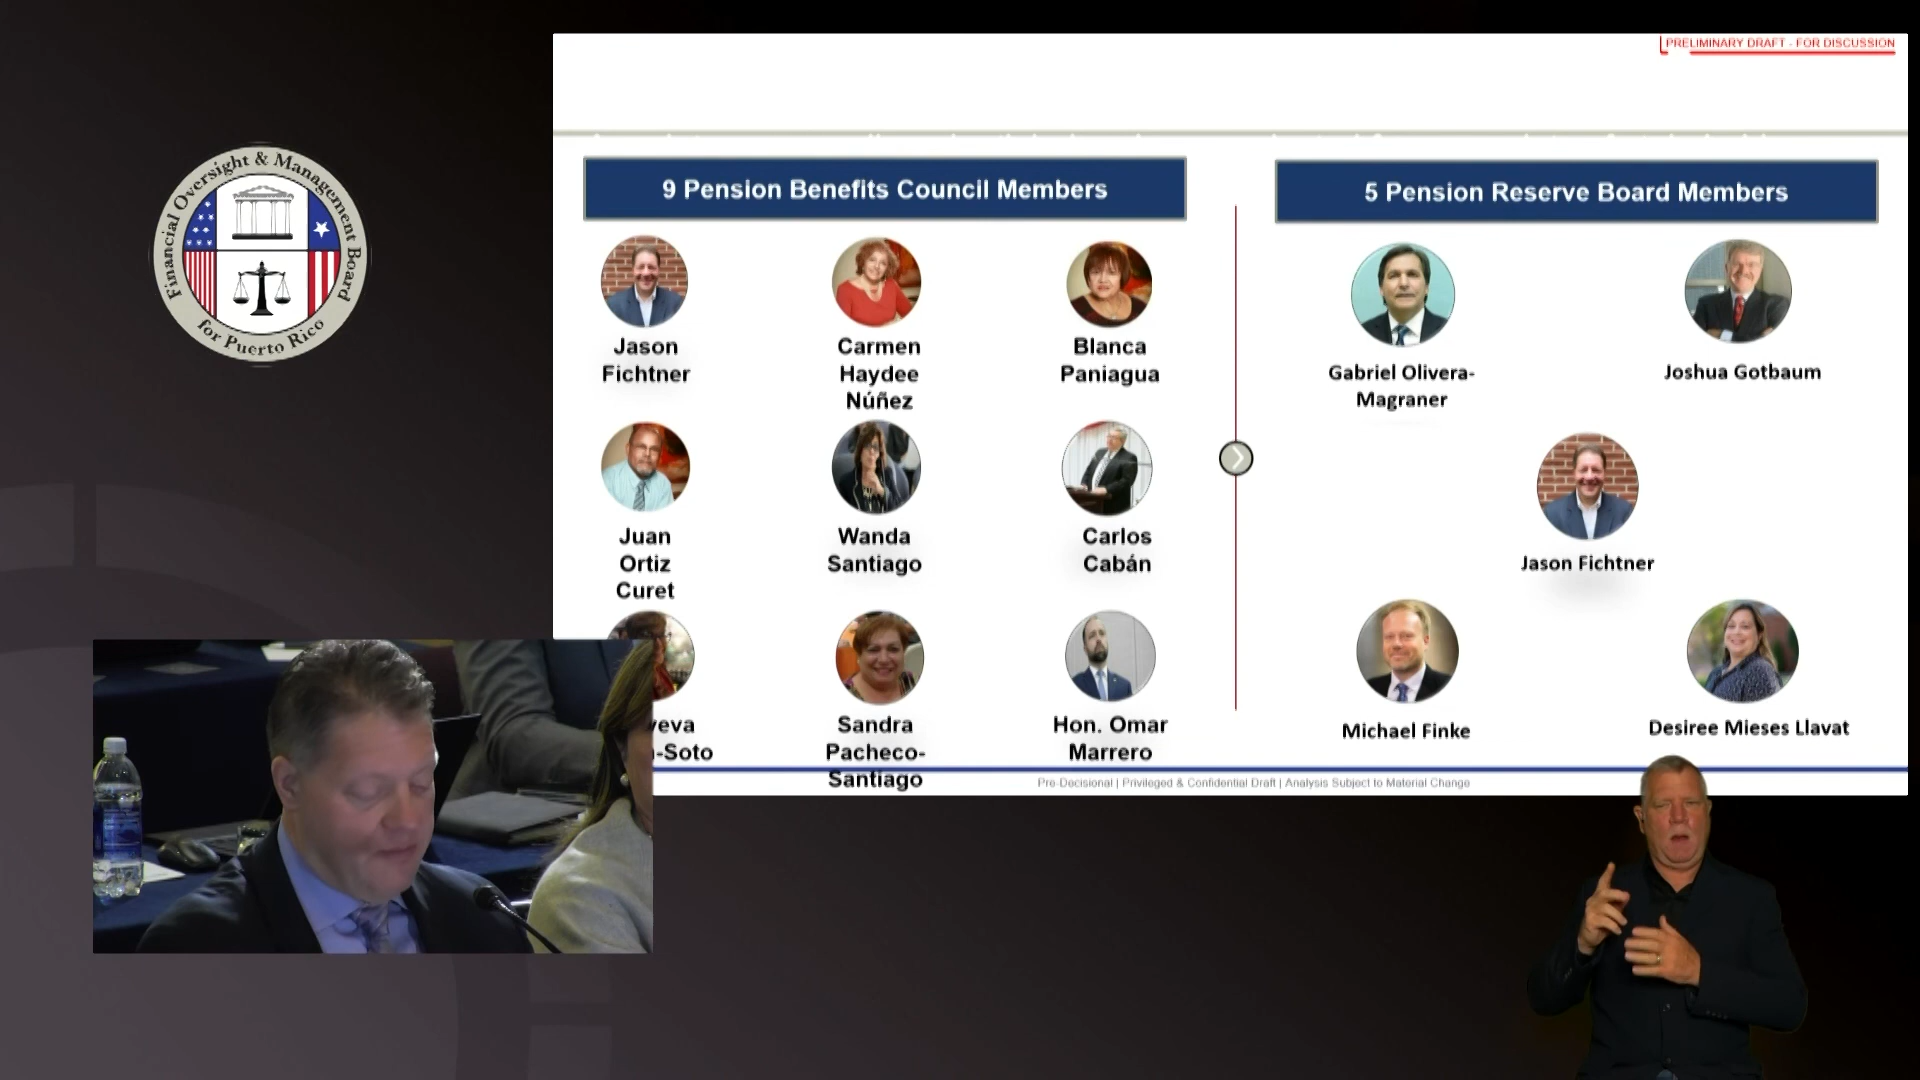 Financial Oversight & Management Board
for Puerto Rico
PRELIMINARY DRAFT - FOR DISCUSSION
9 Pension Benefits Council Members
Jason
Fichtner
Carmen
Haydee
Núñez
Blanca
Paniagua
Juan
Ortiz
Curet
Wanda
Santiago
Carlos
Cabán
-Soto
Sandra
Pacheco-
Santiago
Hon. Omar
Marrero
5 Pension Reserve Board Members
Gabriel Olivera-
Magraner
Joshua Gotbaum
Jason Fichtner
Michael Finke
Desiree Mieses Llavat
Pre-Decisional | Privileged & Confidential Draft | Analysis Subject to Material Change